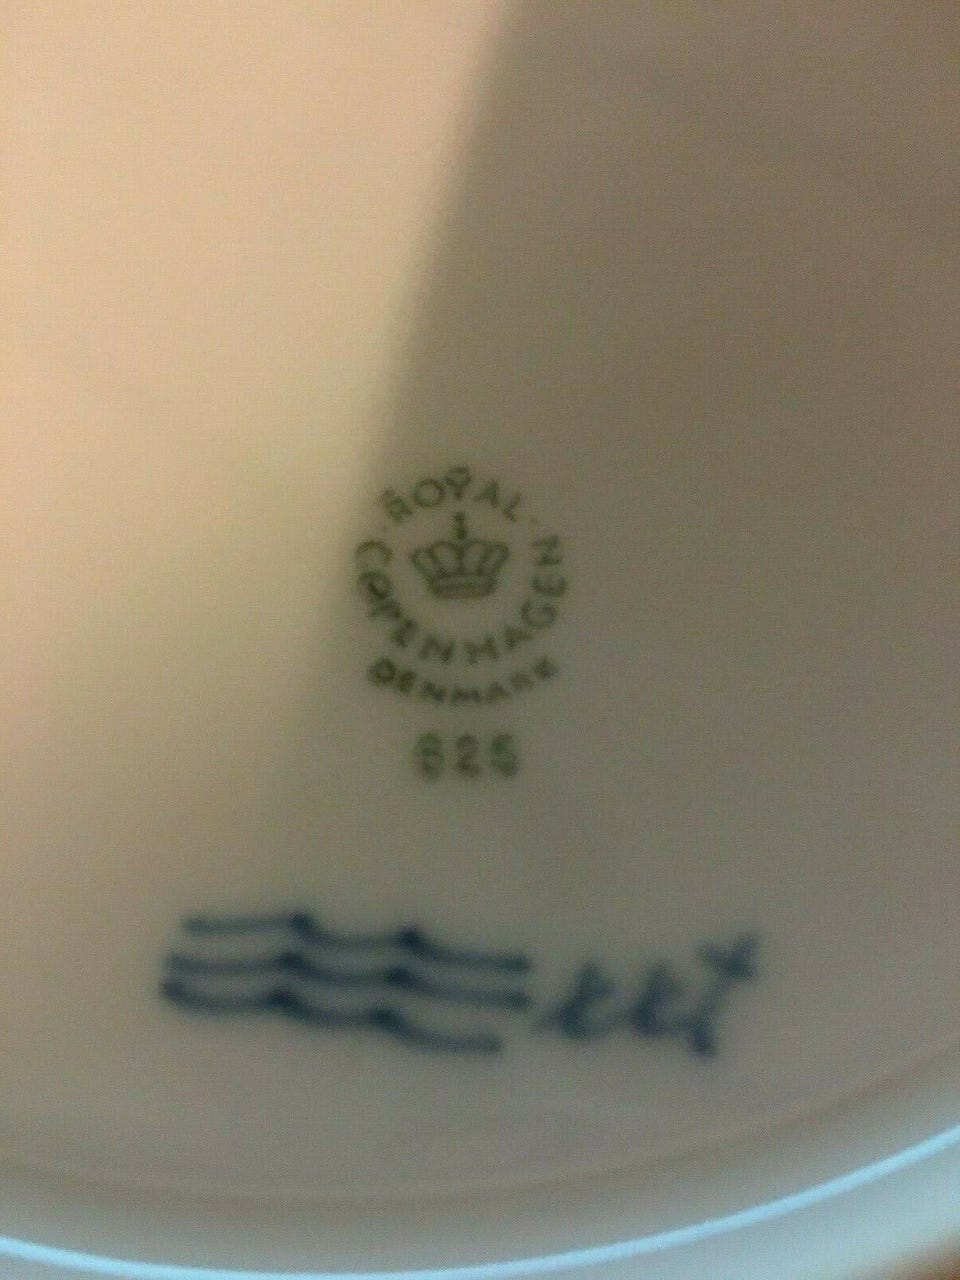 ROYAL
COPENHAGEN
DENMARK
625